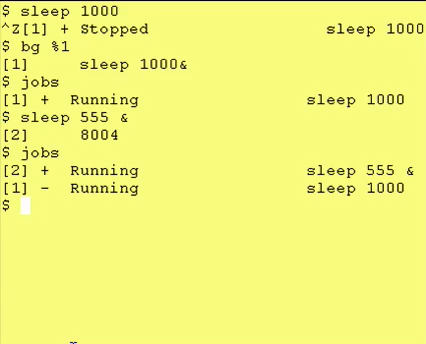 $ sleep 1000
^Z[1] + Stopped                  sleep 1000
$ bg %1
[1]     sleep 1000&
$ jobs
[1] +  Running                 sleep 1000
$ sleep 555 &
[2]     8004
$ jobs
[2] +  Running                 sleep 555 &
[1] -  Running                 sleep 1000
$